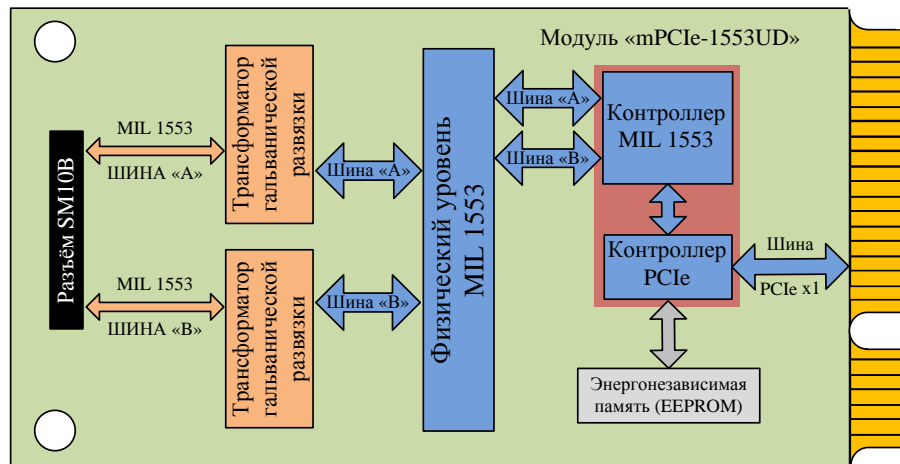 Модуль «mPCIe-1553UD»
Разъём SM10B
MIL 1553
ШИНА «А»
MIL 1553
ШИНА «В»
Трансформатор
гальванической
развязки
Трансформатор
гальванической
развязки
Шина «А»
Шина «В»
Физический уровень
MIL 1553
Шина «А»
Шина «В»
Контроллер
MIL 1553
Контроллер
PCIe
Шина
PCIe x1
Энергонезависимая
память (EEPROM)